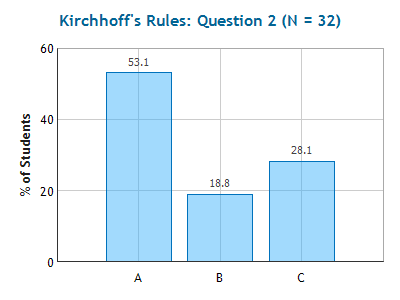 Kirchhoff's Rules: Question 2 (N = 32)
% of Students
60
40
20
0
53.1
18.8
28.1
A
B
C